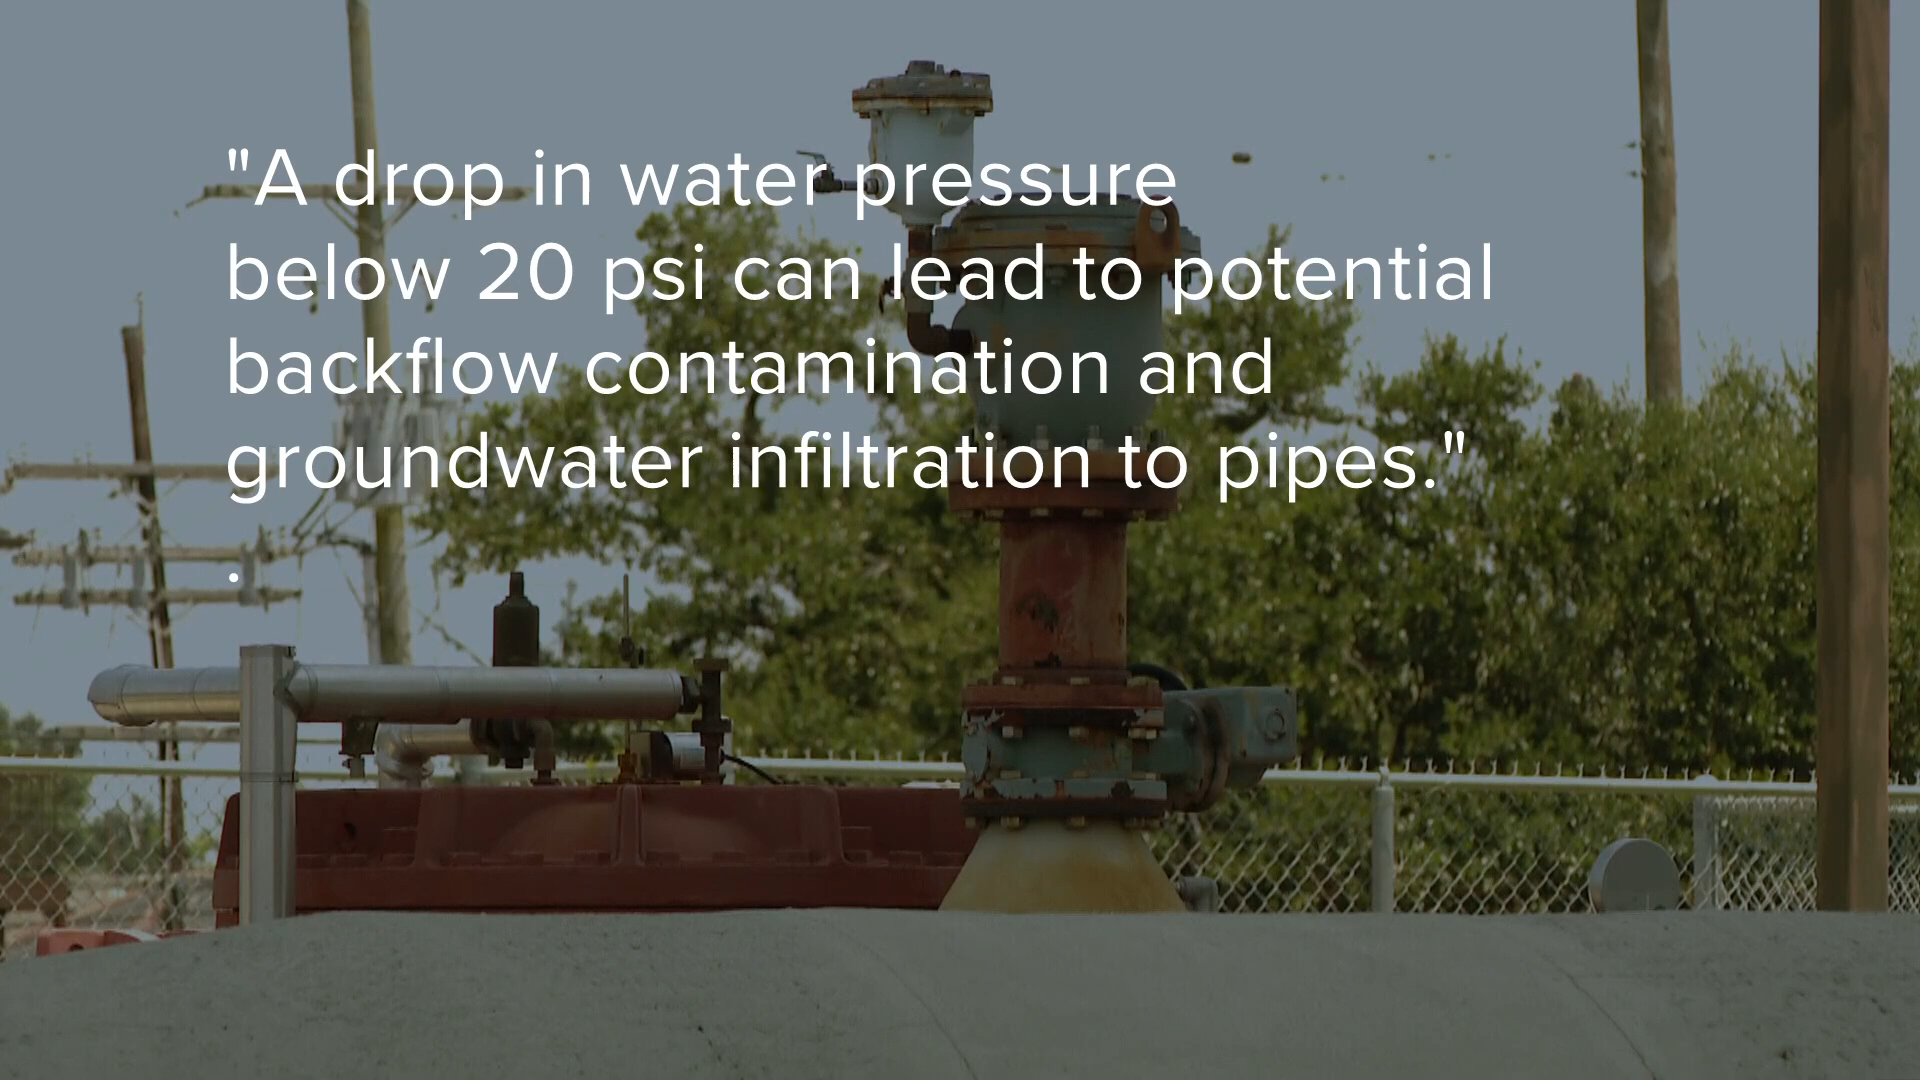 "A drop in water pressure
below 20 psi can lead to potential
backflow contamination and
groundwater infiltration to pipes."
.